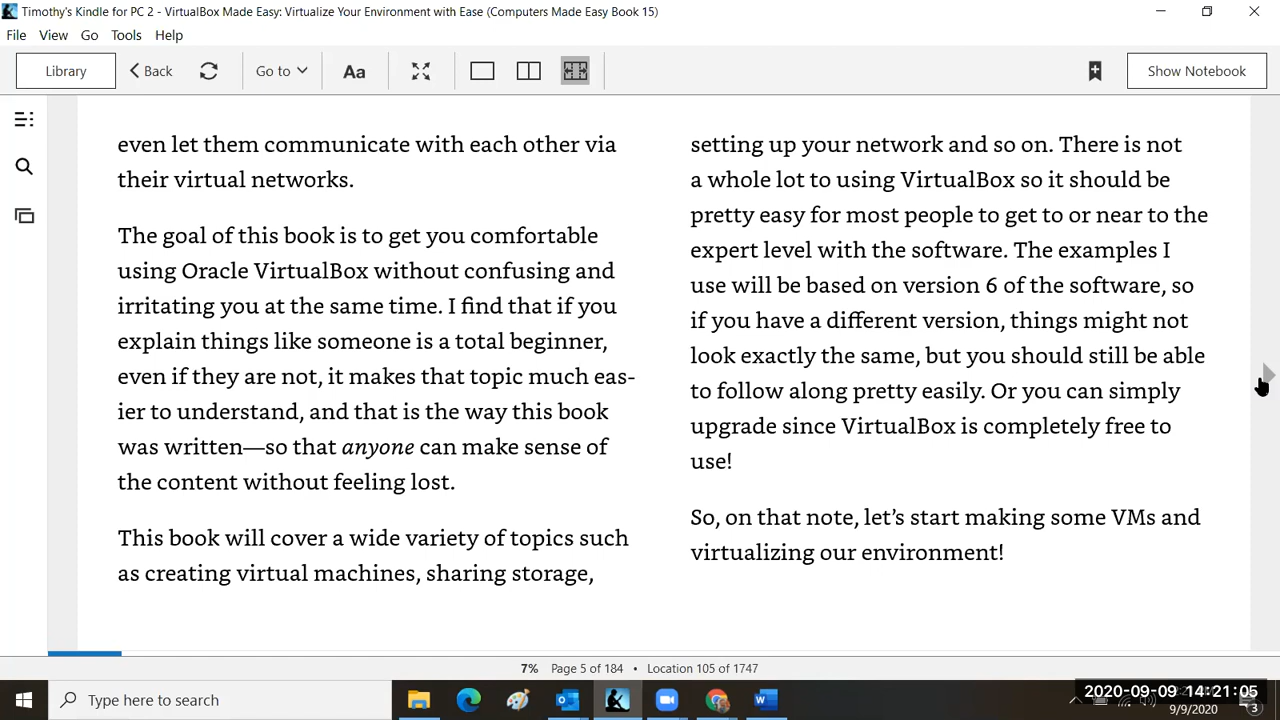 Timothy's Kindle for PC 2 - VirtualBox Made Easy: Virtualize Your Environment with Ease (Computers Made Easy Book 15)
File View Go Tools Help
Library Back Go to Aa Show Notebook
even let them communicate with each other via
their virtual networks.
The goal of this book is to get you comfortable
using Oracle VirtualBox without confusing and
irritating you at the same time. I find that if you
explain things like someone is a total beginner,
even if they are not, it makes that topic much eas-
ier to understand, and that is the way this book
was written—so that anyone can make sense of
the content without feeling lost.
This book will cover a wide variety of topics such
as creating virtual machines, sharing storage,
setting up your network and so on. There is not
a whole lot to using VirtualBox so it should be
pretty easy for most people to get to or near to the
expert level with the software. The examples I
use will be based on version 6 of the software, so
if you have a different version, things might not
look exactly the same, but you should still be able
to follow along pretty easily. Or you can simply
upgrade since VirtualBox is completely free to
use!
So, on that note, let’s start making some VMs and
virtualizing our environment!
7% Page 5 of 184 • Location 105 of 1747
Type here to search
2020-09-09 14:21:05
9/9/2020
3